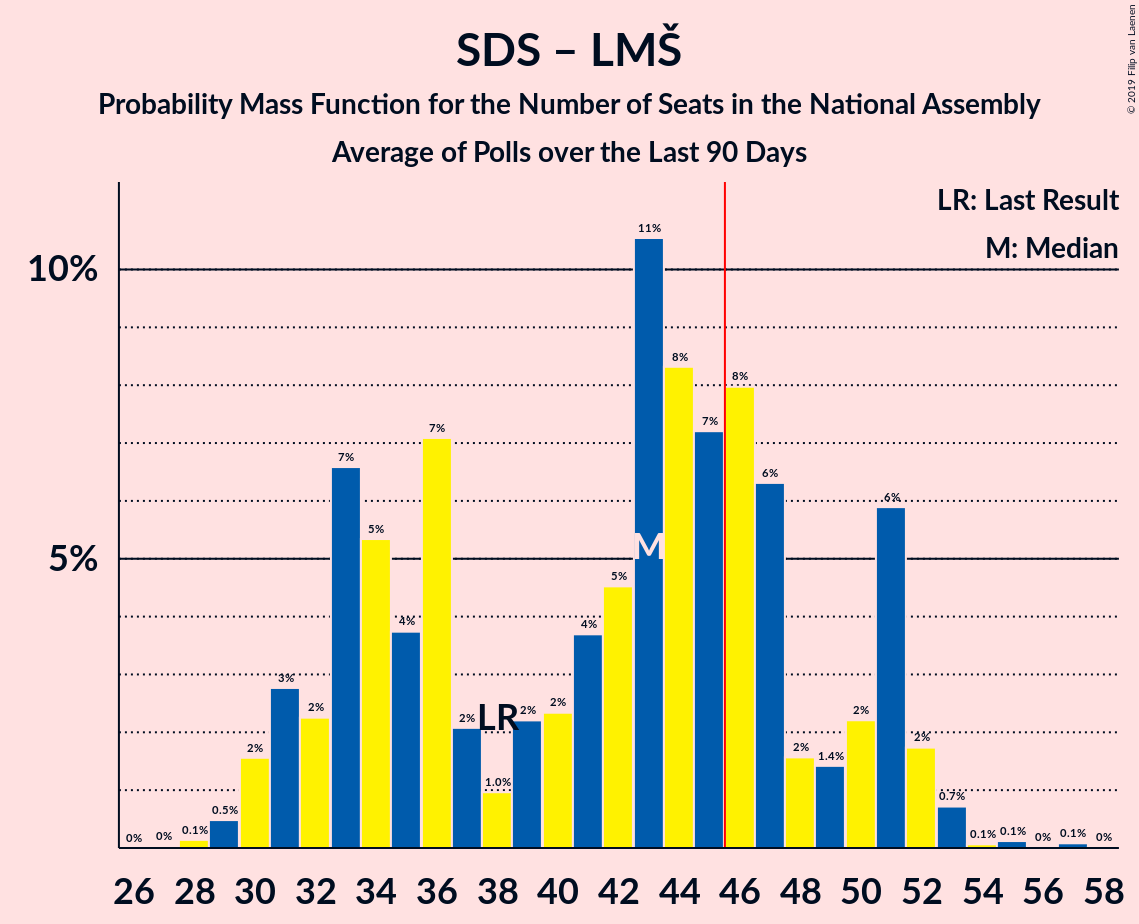 SDS – LMŠ
Probability Mass Function for the Number of Seats in the National Assembly
Average of Polls over the Last 90 Days
© 2019 Filip van Laenen
LR: Last Result
M: Median
10%
5%
0% 0% 0.1% 0.5% 2% 3% 2% 7% 5% 4% 7% 2% 1.0% 2% 2% 4% 5% 11% 8% 7% 8% 6% 2% 1.4% 2% 6% 2% 0.7% 0.1% 0.1% 0% 0.1% 0%
LR
M
26 28 30 32 34 36 38 40 42 44 46 48 50 52 54 56 58